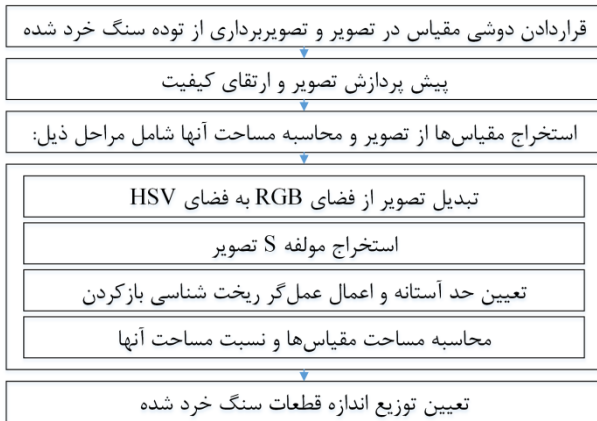 قراردادن دوشی مقیاس در تصویر و تصویربرداری از توده سنگ خرد شده
پیش پردازش تصویر و ارتقای کیفیت
استخراج مقیاس‌ها از تصویر و محاسبه مساحت آنها شامل مراحل ذیل:
تبدیل تصویر از فضای RGB به فضای HSV
استخراج مولفه S تصویر
تعیین حد آستانه و اعمال عمل‌گر ریخت شناسی بازکردن
محاسبه مساحت مقیاس‌ها و نسبت مساحت آنها
تعیین توزیع اندازه قطعات سنگ خرد شده